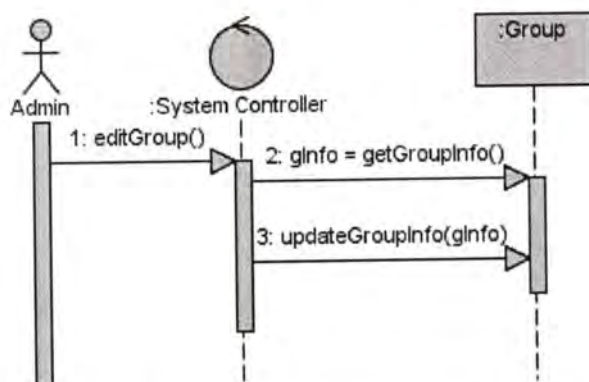 :Group
Admin
:System Controller
1: editGroup()
2: gInfo = getGroupInfo()
3: updateGroupInfo(gInfo)